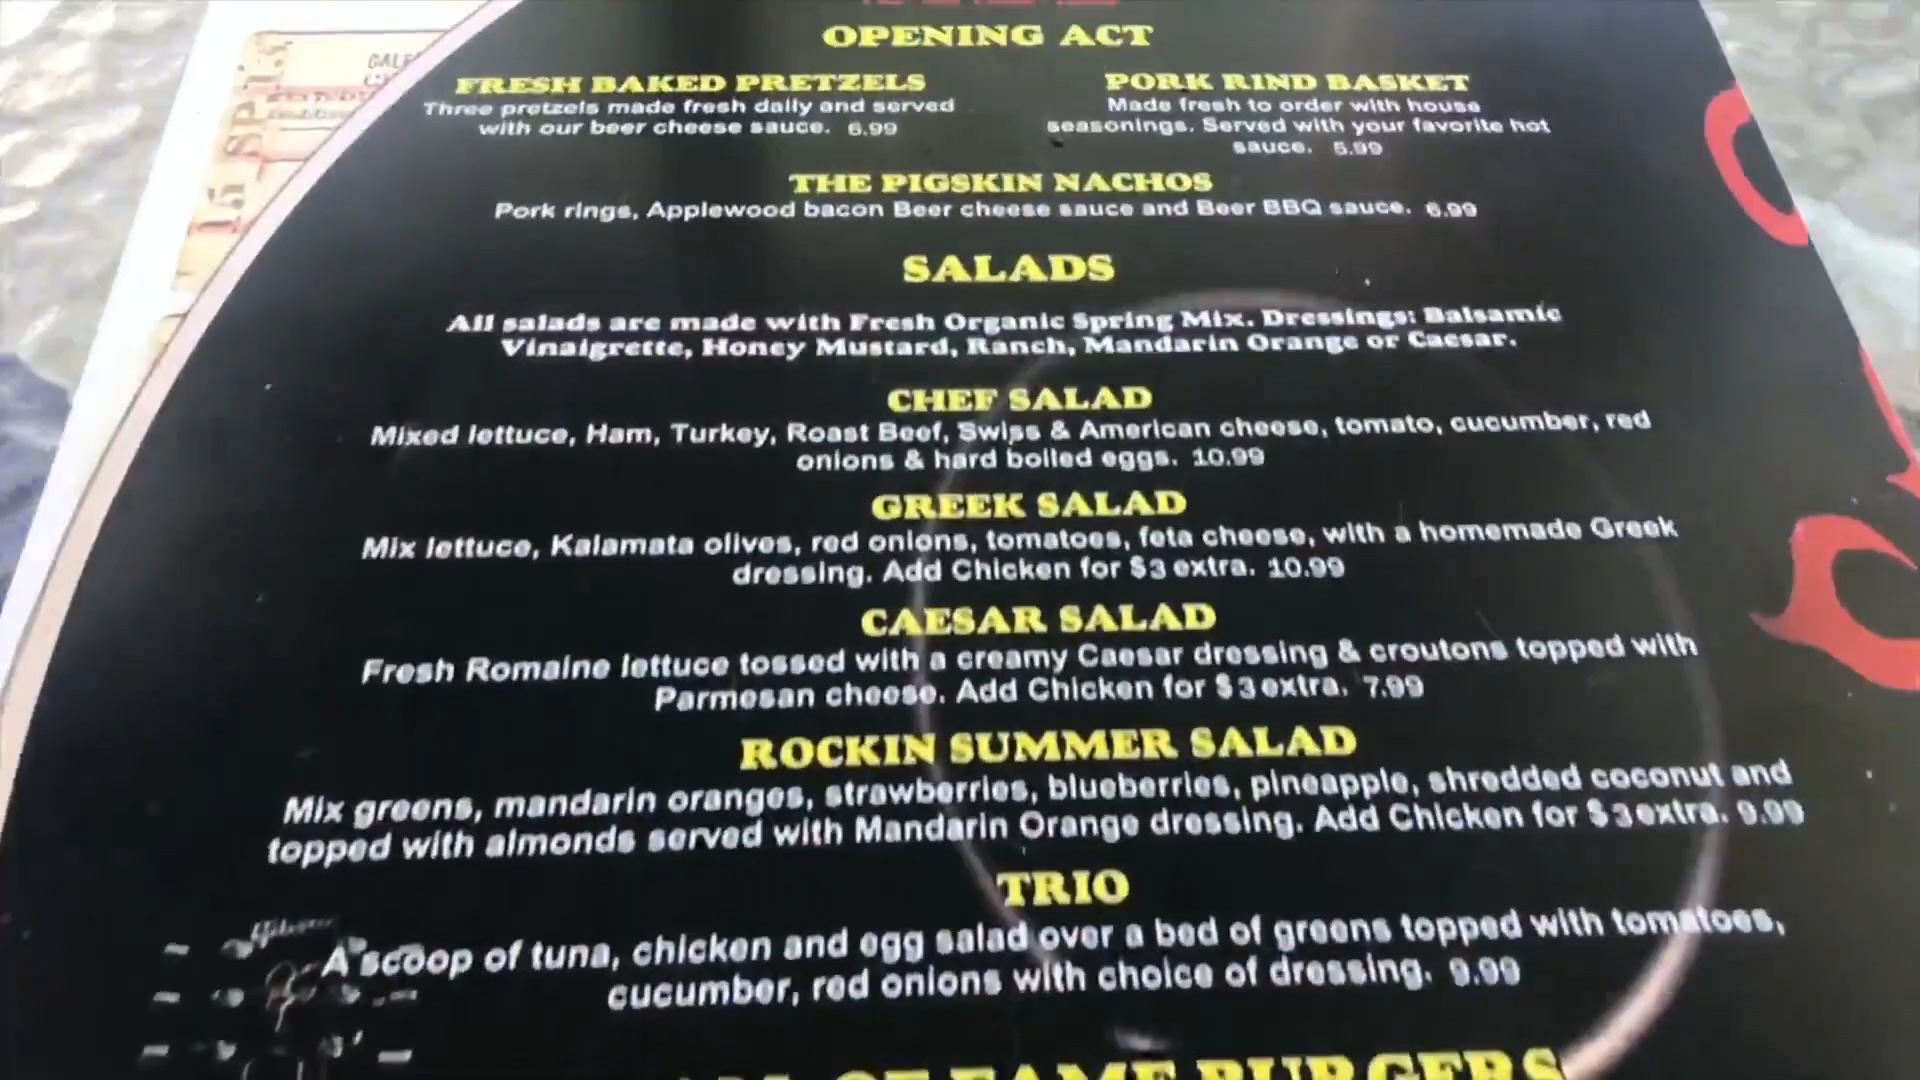 OPENING ACT
FRESH BAKED PRETZELS
Three pretzels made fresh daily and served
with our beer cheese sauce. 6.99
PORK RIND BASKET
Made fresh to order with house
seasonings. Served with your favorite hot
sauce. 5.99
THE PIGSKIN NACHOS
Pork rings, Applewood bacon Beer cheese sauce and Beer BBQ sauce. 6.99
SALADS
All salads are made with Fresh Organic Spring Mix. Dressings: Balsamic
Vinaigrette, Honey Mustard, Ranch, Mandarin Orange or Caesar.
CHEF SALAD
Mixed lettuce, Ham, Turkey, Roast Beef, Swiss & American cheese, tomato, cucumber, red
onions & hard boiled eggs. 10.99
GREEK SALAD
Mix lettuce, Kalamata olives, red onions, tomatoes, feta cheese, with a homemade Greek
dressing. Add Chicken for $3 extra. 10.99
CAESAR SALAD
Fresh Romaine lettuce tossed with a creamy Caesar dressing & croutons topped with
Parmesan cheese. Add Chicken for $3 extra. 7.99
ROCKIN SUMMER SALAD
Mix greens, mandarin oranges, strawberries, blueberries, pineapple, shredded coconut and
topped with almonds served with Mandarin Orange dressing. Add Chicken for $3 extra. 9.99
TRIO
A scoop of tuna, chicken and egg salad over a bed of greens topped with tomatoes,
cucumber, red onions with choice of dressing. 9.99
OF FAME BURGERS